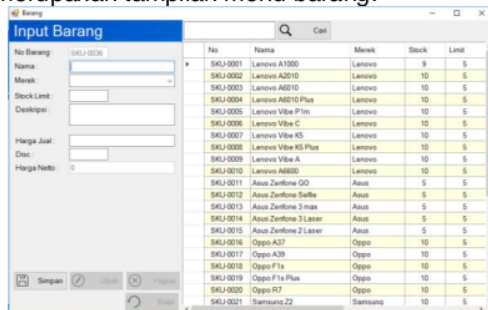 merupakan tampilan menu barang.
Barang
Input Barang
Cari
No Barang : SKU-0036
Nama :
Merek :
Stock Limit :
Deskripsi :
Harga Jual :
Disc :
Harga Netto : 0
Simpan Ubah Hapus
Batal
No Nama Merek Stock Limit
SKU-0001 Lenovo A1000 Lenovo 9 5
SKU-0002 Lenovo A2010 Lenovo 10 5
SKU-0003 Lenovo A6010 Lenovo 10 5
SKU-0004 Lenovo A6010 Plus Lenovo 10 5
SKU-0005 Lenovo Vibe P1m Lenovo 10 5
SKU-0006 Lenovo Vibe C Lenovo 10 5
SKU-0007 Lenovo Vibe K5 Lenovo 10 5
SKU-0008 Lenovo Vibe K5 Plus Lenovo 10 5
SKU-0009 Lenovo Vibe A Lenovo 10 5
SKU-0010 Lenovo A6600 Lenovo 10 5
SKU-0011 Asus Zenfone GO Asus 5 5
SKU-0012 Asus Zenfone Selfie Asus 5 5
SKU-0013 Asus Zenfone 3 max Asus 5 5
SKU-0014 Asus Zenfone 3 Laser Asus 5 5
SKU-0015 Asus Zenfone 2 Laser Asus 5 5
SKU-0016 Oppo A37 Oppo 10 5
SKU-0017 Oppo A39 Oppo 10 5
SKU-0018 Oppo F1s Oppo 10 5
SKU-0019 Oppo F1s Plus Oppo 10 5
SKU-0020 Oppo R7 Oppo 10 5
SKU-0021 Samsung Z2 Samsung 10 5